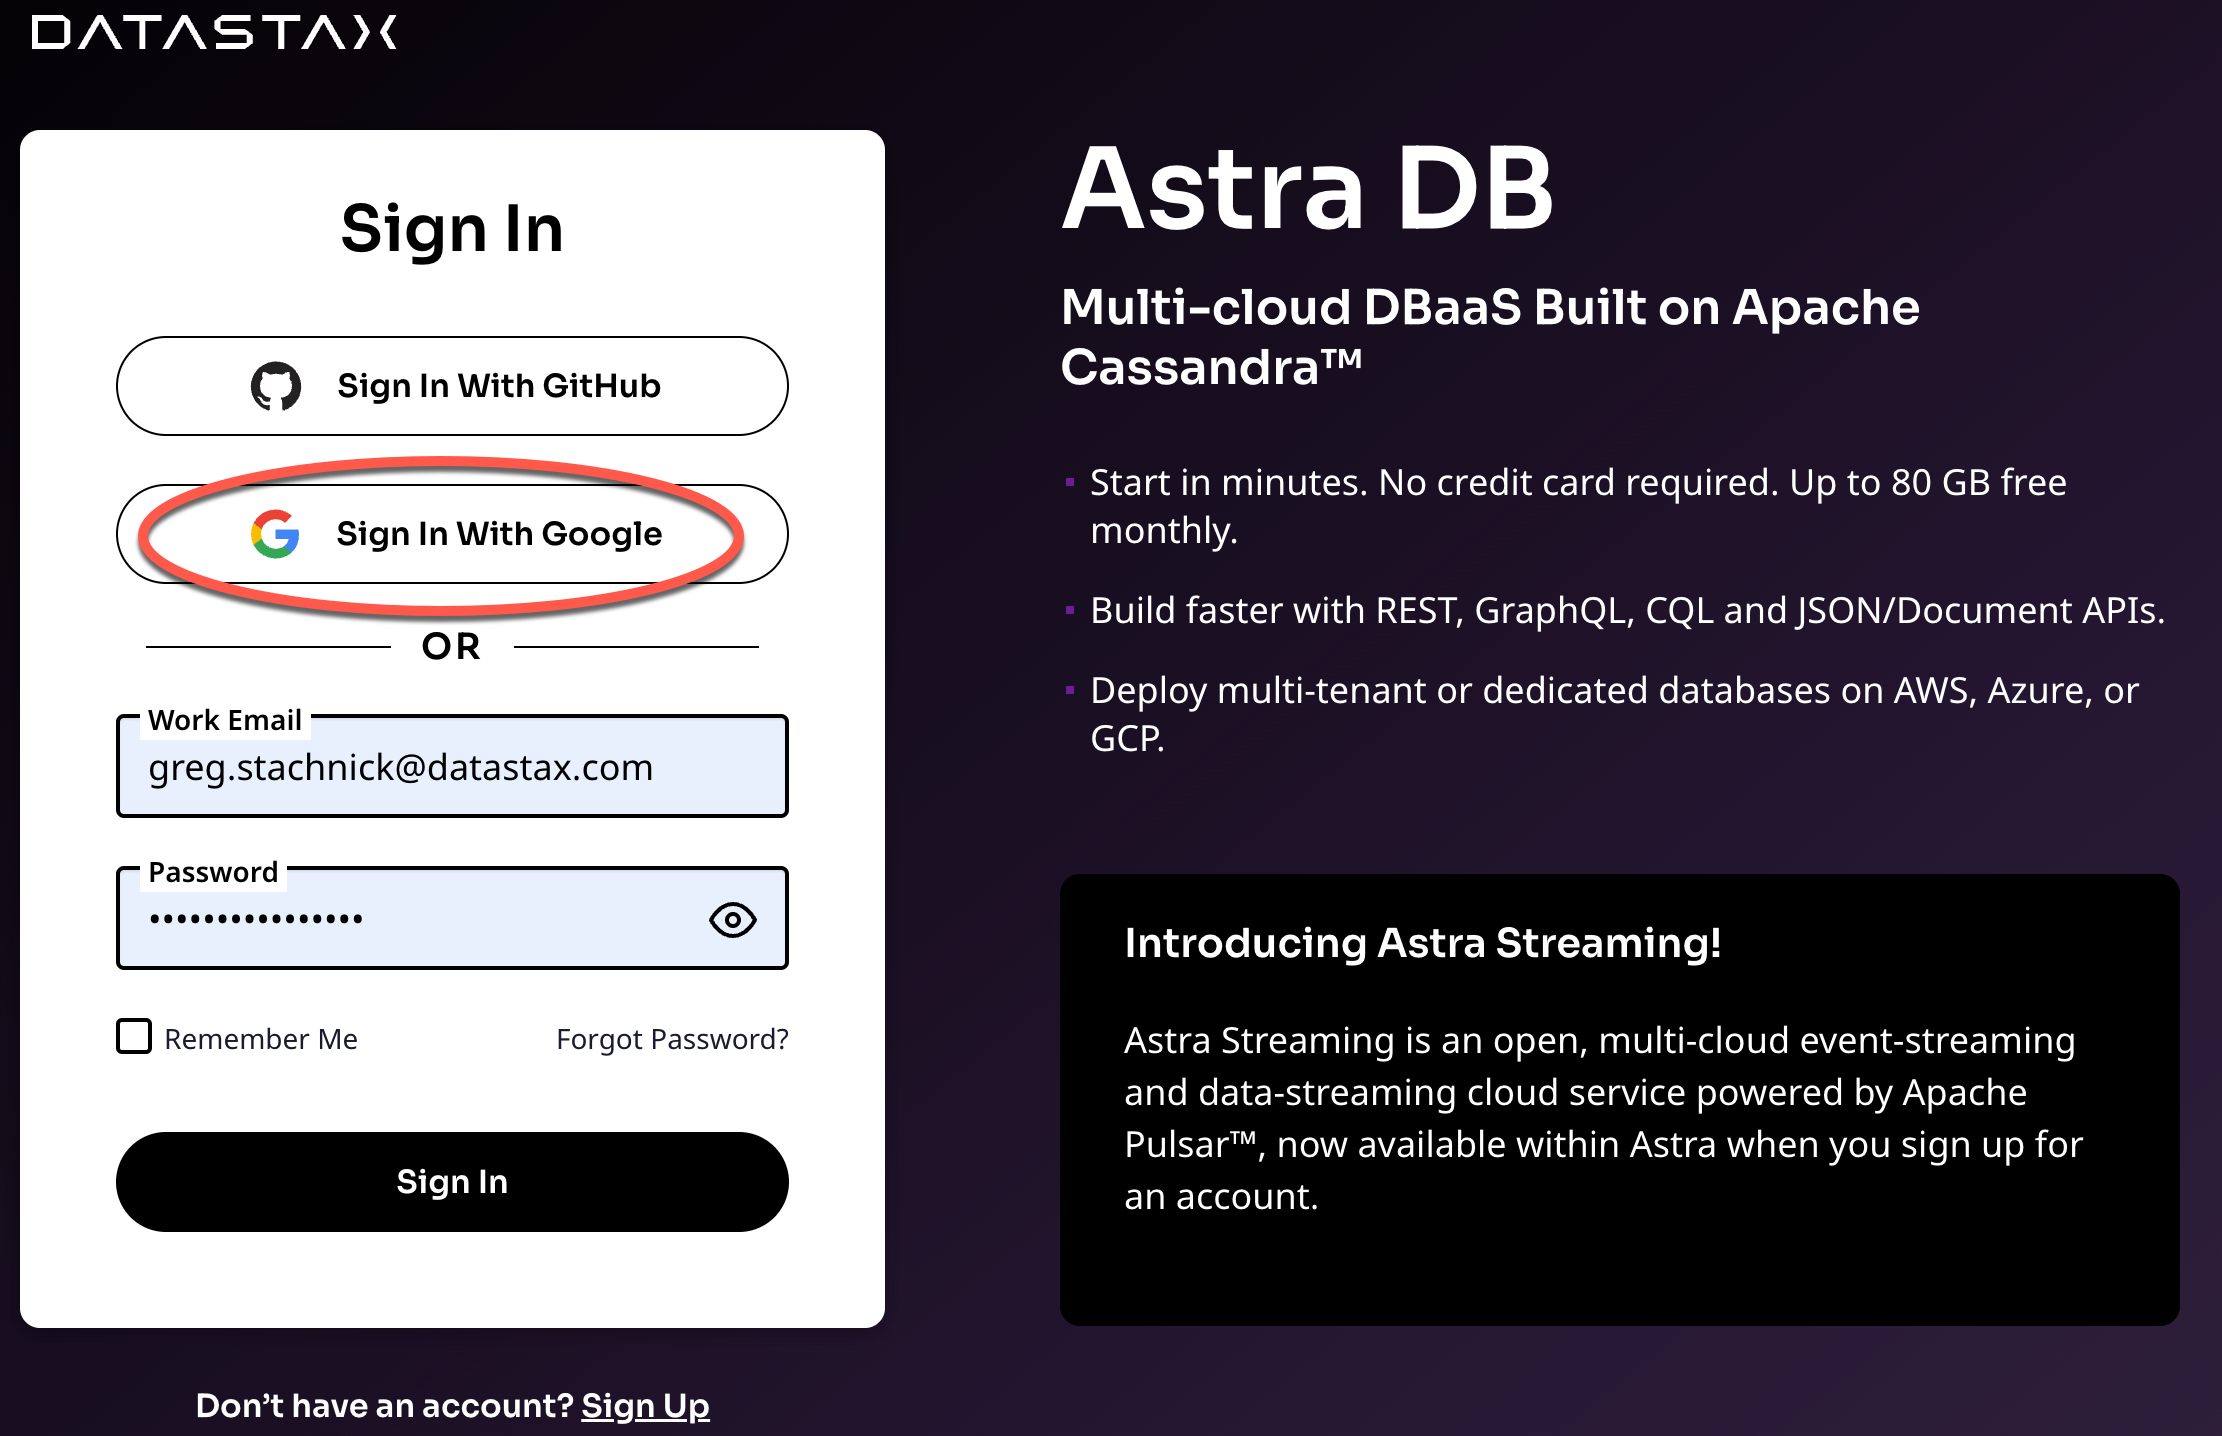 DATASTAX
Sign In
Sign In With GitHub
Sign In With Google
OR
Work Email
greg.stachnick@datastax.com
Password
••••••••••••••••
Remember Me
Forgot Password?
Sign In
Don’t have an account? Sign Up
Astra DB
Multi-cloud DBaaS Built on Apache
Cassandra™
Start in minutes. No credit card required. Up to 80 GB free
monthly.
Build faster with REST, GraphQL, CQL and JSON/Document APIs.
Deploy multi-tenant or dedicated databases on AWS, Azure, or
GCP.
Introducing Astra Streaming!
Astra Streaming is an open, multi-cloud event-streaming
and data-streaming cloud service powered by Apache
Pulsar™, now available within Astra when you sign up for
an account.